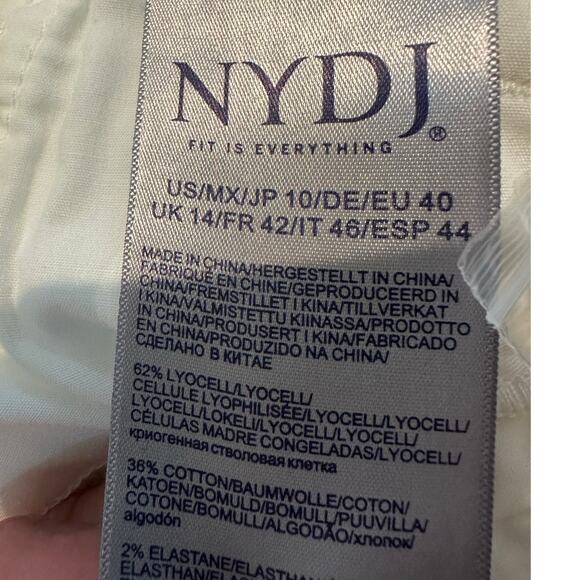 NYDJ®
FIT IS EVERYTHING
US/MX/JP 10/DE/EU 40
UK 14/FR 42/IT 46/ESP 44
MADE IN CHINA/HERGESTELLT IN CHINA/
FABRIQUE EN CHINE/GEPRODUCEERD IN
CHINA/FREMSTILLET I KINA/TILLVERKAT
I KINA/VALMISTETTU KIINASSA/PRODOTTO
IN CHINA/PRODUSERT I KINA/FABRICADO
EN CHINA/PRODUZIDO NA CHINA/
СДЕЛАНО В КИТАЕ
62% LYOCELL/LYOCELL/
CELLULE LYOPHILISÉE/LYOCELL/LYOCELL/
LYOCELL/LOKELI/LYOCELL/LYOCELL/
CÉLULAS MADRE CONGELADAS/LYOCELL/
криогенная стволовая клетка
36% COTTON/BAUMWOLLE/COTON/
KATOEN/BOMULD/BOMULL/PUUVILLA/
COTONE/BOMULL/ALGODÃO/хлопок/
algodón
2% ELASTANE/ELASTHAN/
ELASTHAN/ELASTAN/